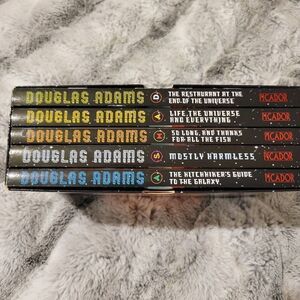 DOUGLAS ADAMS D THE RESTAURANT AT THE
END OF THE UNIVERSE PICADOR
DOUGLAS ADAMS A LIFE, THE UNIVERSE
AND EVERYTHING PICADOR
DOUGLAS ADAMS SO LONG, AND THANKS
FOR ALL THE FISH PICADOR
DOUGLAS ADAMS S MOSTLY HARMLESS PICADOR
DOUGLAS ADAMS A THE HITCHHIKER'S GUIDE
TO THE GALAXY PICADOR